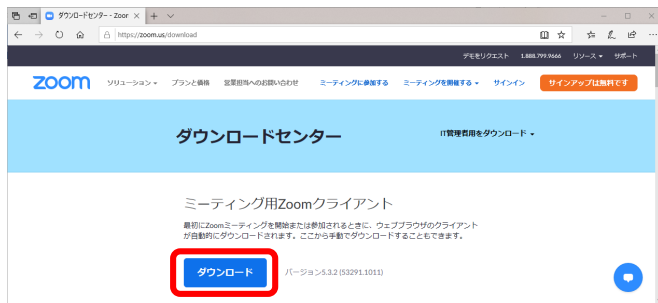 ダウンロードセンター - Zoor
https://zoom.us/download
デモをリクエスト 1.888.799.9666 リソース サポート
zoom ソリューション プランと価格 営業担当へのお問い合わせ ミーティングに参加する ミーティングを開催する サインイン サインアップは無料です
ダウンロードセンター IT管理者用をダウンロード
ミーティング用Zoomクライアント
最初にZoomミーティングを開始または参加されるときに、ウェブブラウザのクライアント
が自動的にダウンロードされます。ここから手動でダウンロードすることもできます。
ダウンロード バージョン5.3.2 (53291.1011)